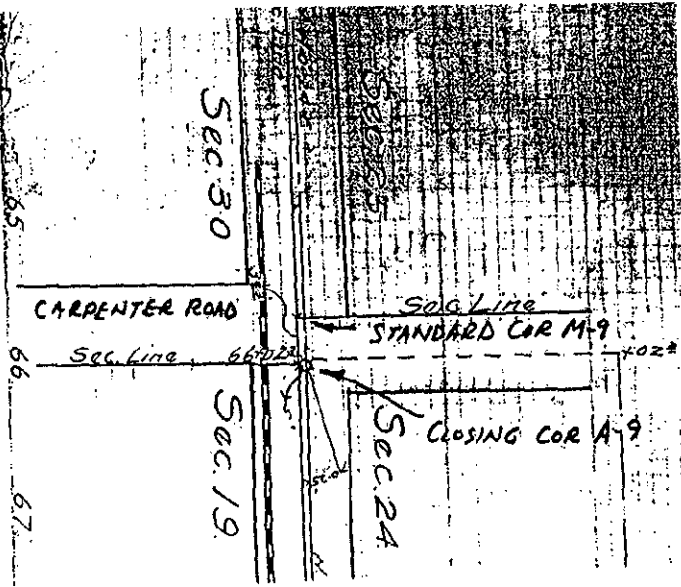 Sec. 30
Sec. 25
65
CARPENTER ROAD
Sec Line
STANDARD COR M-9
66
Sec. Line
CLOSING COR A-9
Sec. 19
Sec. 24
67